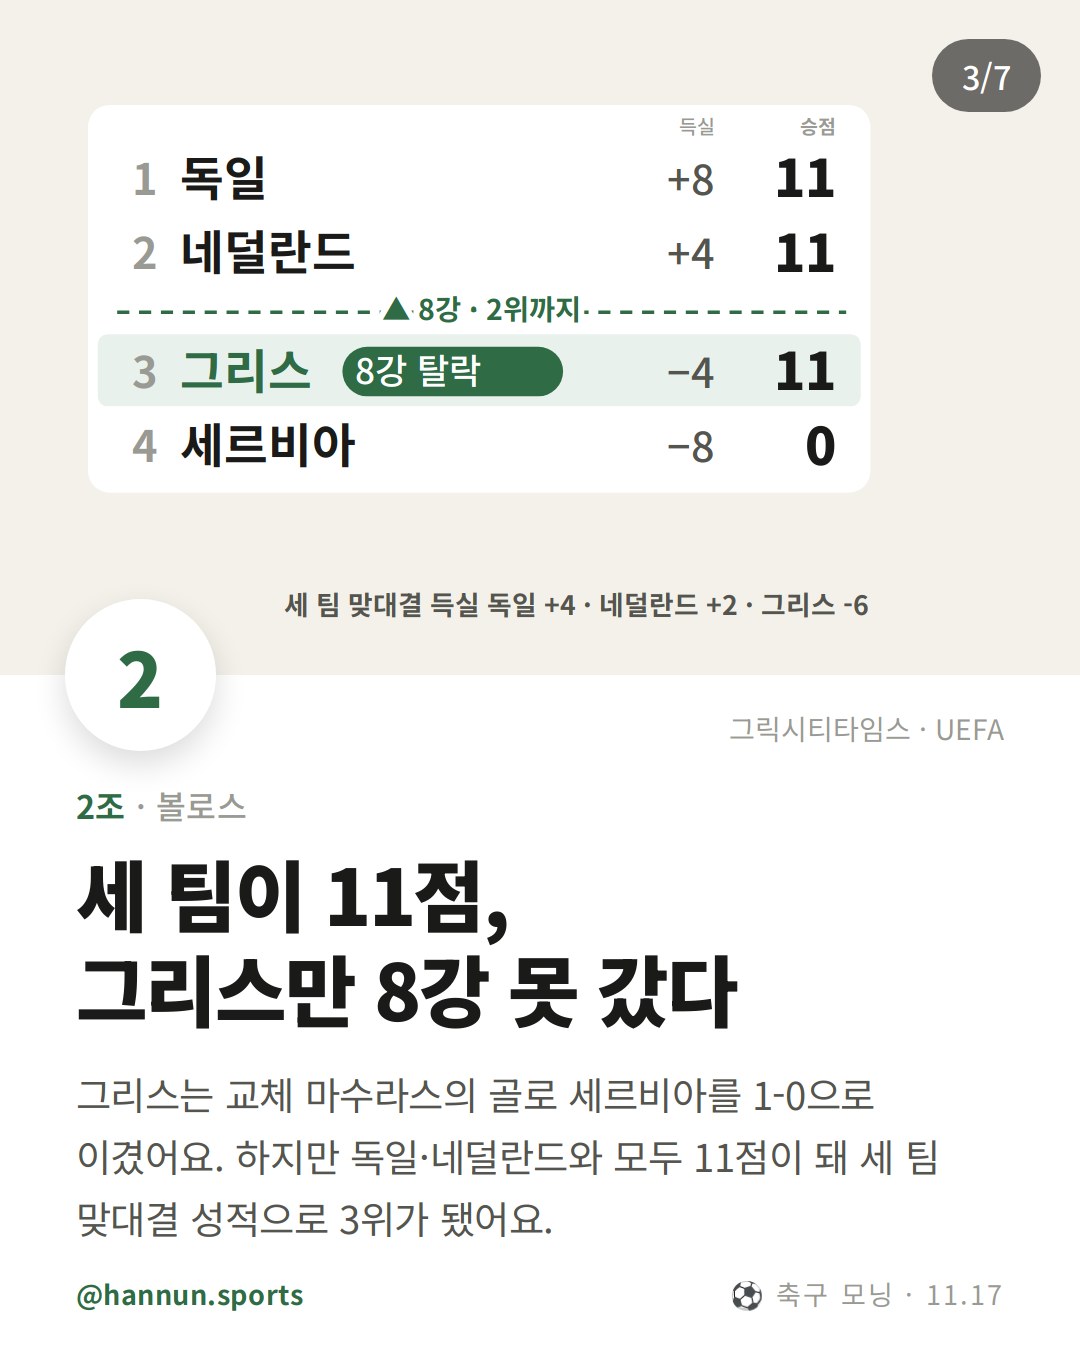 3/7
득실 승점
1 독일 +8 11
2 네덜란드 +4 11
▲ 8강 · 2위까지
3 그리스 8강 탈락 −4 11
4 세르비아 −8 0
세 팀 맞대결 득실 독일 +4 · 네덜란드 +2 · 그리스 -6
2
그릭시티타임스 · UEFA
2조 · 볼로스
세 팀이 11점,
그리스만 8강 못 갔다
그리스는 교체 마수라스의 골로 세르비아를 1-0으로
이겼어요. 하지만 독일·네덜란드와 모두 11점이 돼 세 팀
맞대결 성적으로 3위가 됐어요.
@hannun.sports
⚽ 축구 모닝 · 11.17